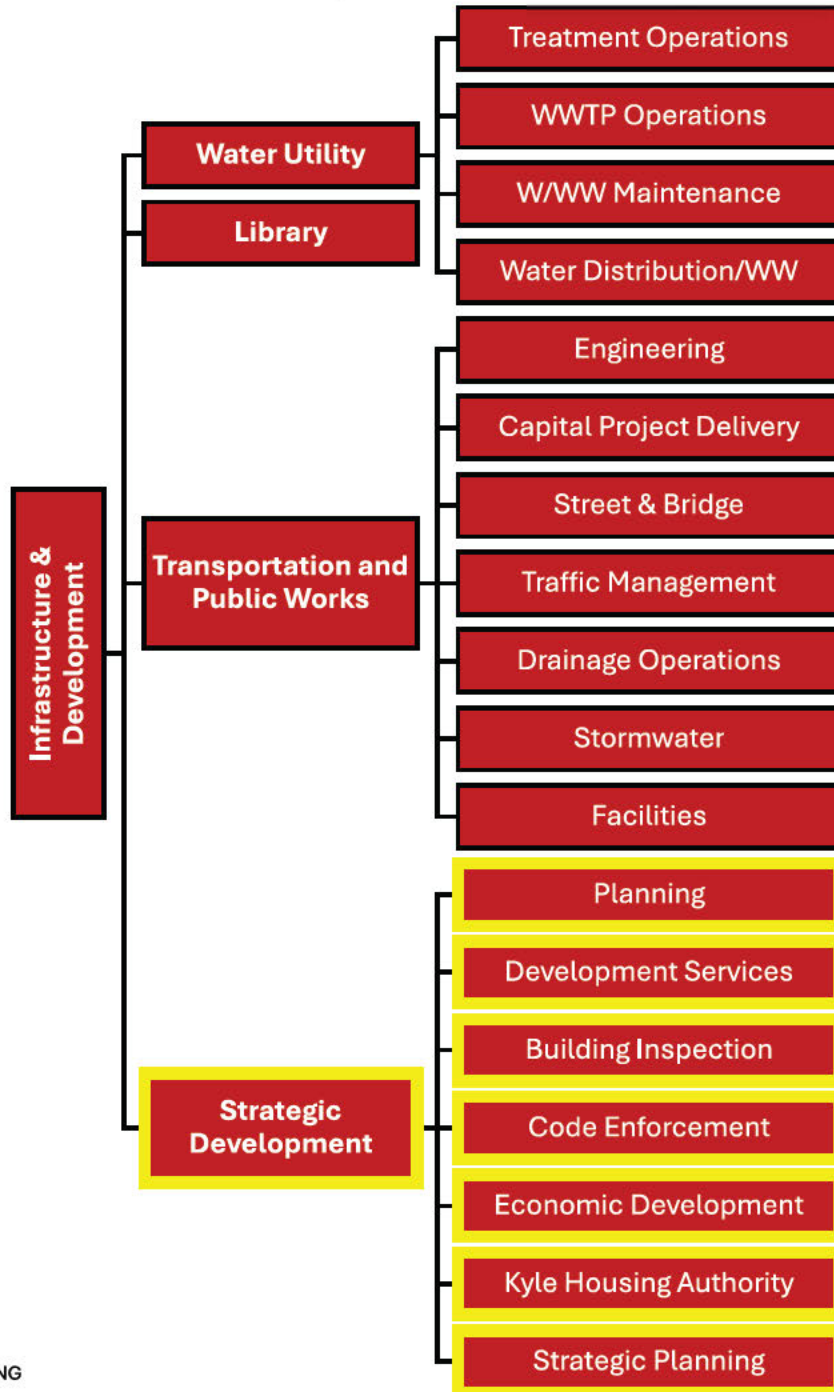 Infrastructure &
Development
Water Utility
Treatment Operations
WWTP Operations
W/WW Maintenance
Water Distribution/WW
Library
Transportation and
Public Works
Engineering
Capital Project Delivery
Street & Bridge
Traffic Management
Drainage Operations
Stormwater
Facilities
Strategic
Development
Planning
Development Services
Building Inspection
Code Enforcement
Economic Development
Kyle Housing Authority
Strategic Planning
NG